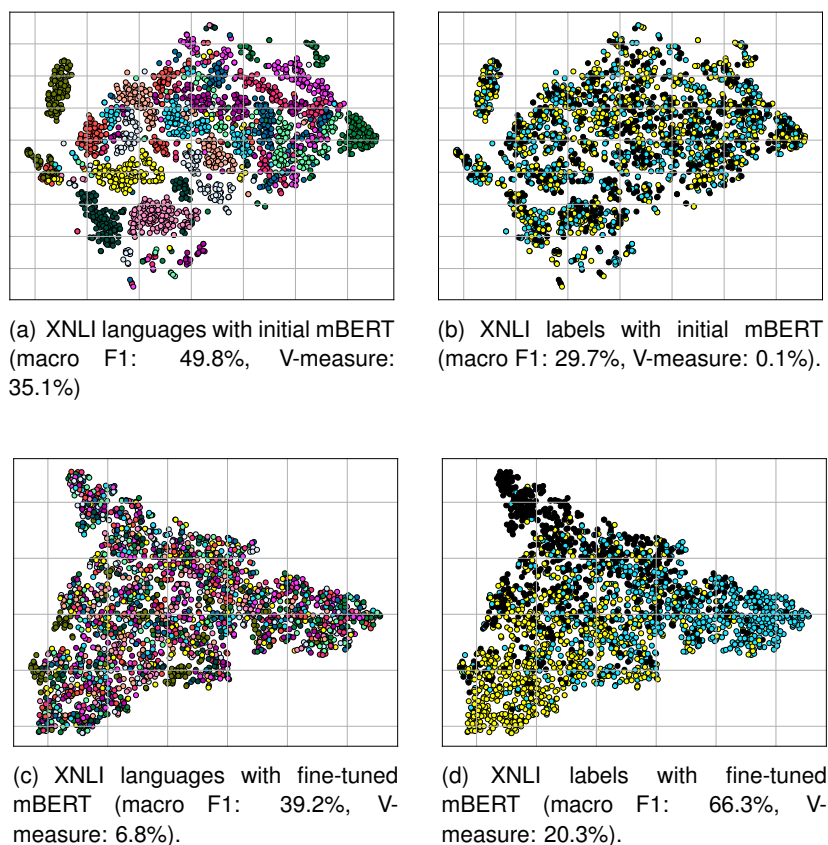 (a) XNLI languages with initial mBERT
(macro F1: 49.8%, V-measure:
35.1%)
(b) XNLI labels with initial mBERT
(macro F1: 29.7%, V-measure: 0.1%).
(c) XNLI languages with fine-tuned
mBERT (macro F1: 39.2%, V-
measure: 6.8%).
(d) XNLI labels with fine-tuned
mBERT (macro F1: 66.3%, V-
measure: 20.3%).